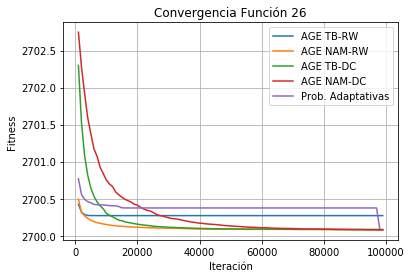 Convergencia Función 26
2702.5
2702.0
2701.5
2701.0
2700.5
2700.0
Fitness
AGE TB-RW
AGE NAM-RW
AGE TB-DC
AGE NAM-DC
Prob. Adaptativas
0 20000 40000 60000 80000 100000
Iteración